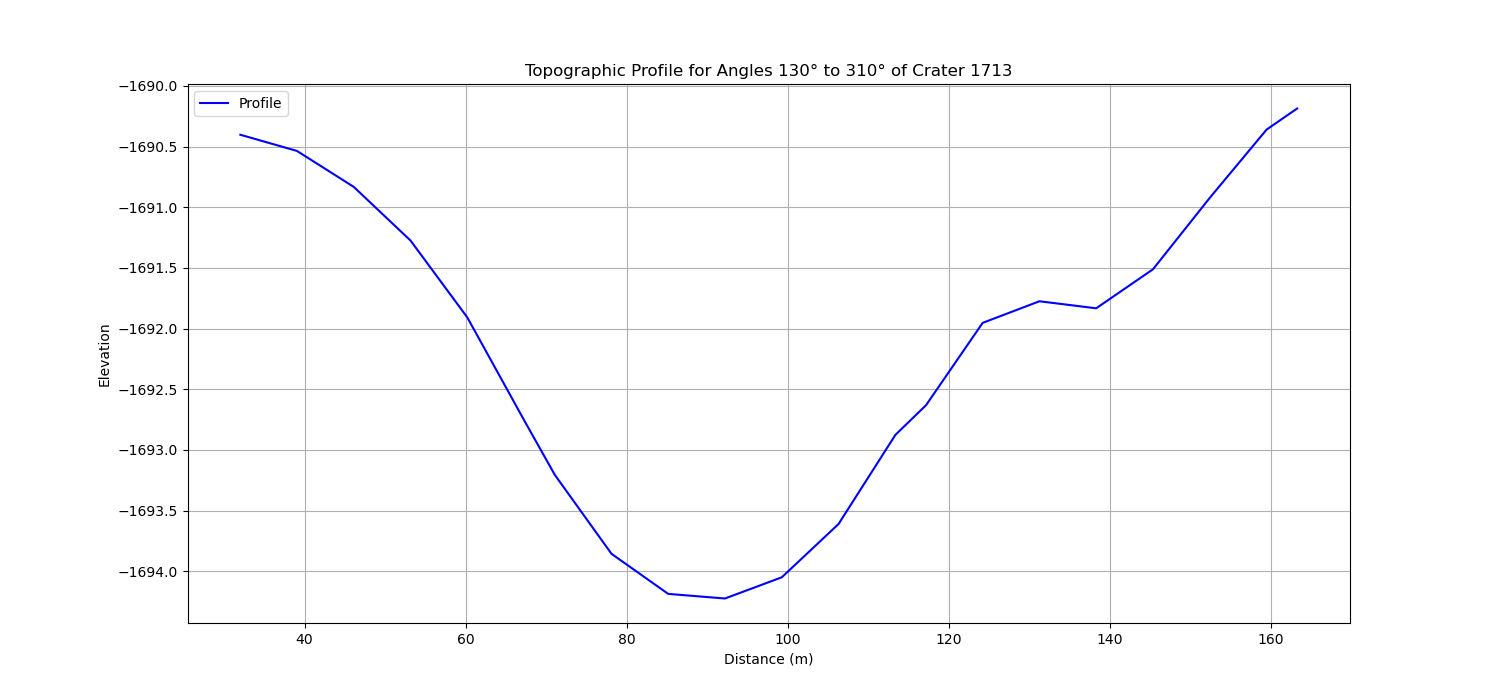 Topographic Profile for Angles 130° to 310° of Crater 1713
Profile
−1690.0
−1690.5
−1691.0
−1691.5
−1692.0
−1692.5
−1693.0
−1693.5
−1694.0
Elevation
40 60 80 100 120 140 160
Distance (m)